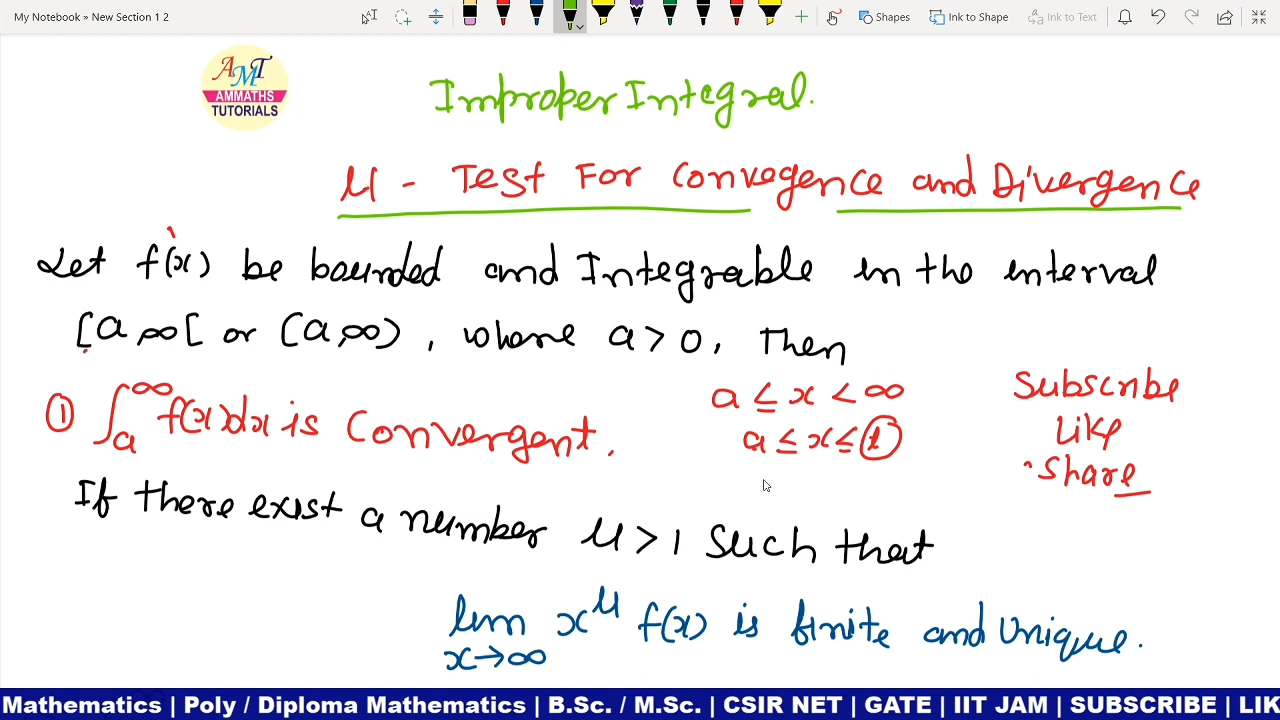 My Notebook » New Section 1 2
Shapes
Ink to Shape
Ink to Text
AMT
AMMATHS
TUTORIALS
Improper Integral.
μ - Test For Convegence and Divergence
Let f(x) be bounded and Integrable in the interval
[a,∞[ or (a,∞), where a > 0, Then
① ∫ₐ^∞ f(x)dx is Convergent.
a ≤ x < ∞
a ≤ x ≤ t
Subscribe
Like
Share
If there exist a number μ > 1 Such that
lim x→∞ x^μ f(x) is finite and Unique.
Mathematics | Poly / Diploma Mathematics | B.Sc. / M.Sc. | CSIR NET | GATE | IIT JAM | SUBSCRIBE | LIK